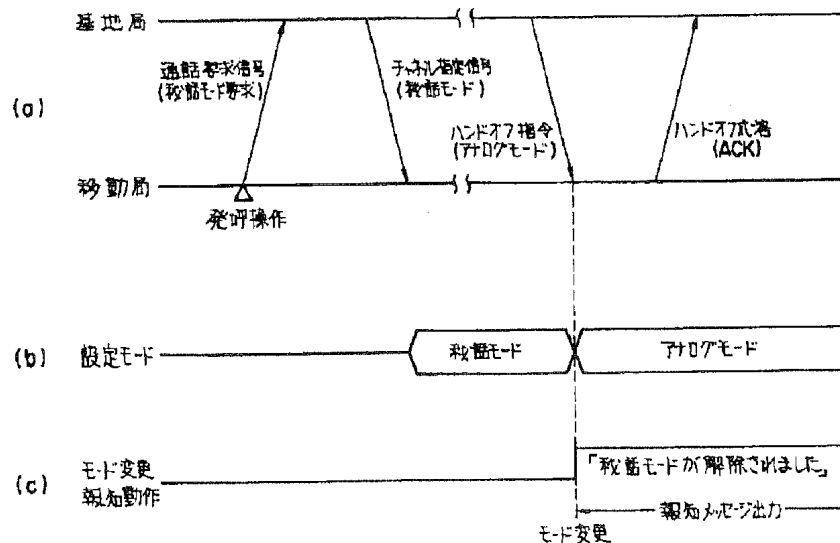 基地局
通話要求信号
(秘話モード要求)
チャネル指定信号
(秘話モード)
ハンドオフ指令
(アナログモード)
ハンドオフ応答
(ACK)
(a)
移動局
発呼操作
(b)
設定モード
秘話モード
アナログモード
(c)
モード変更
報知動作
「秘話モードが解除されました」
報知メッセージ出力
モード変更